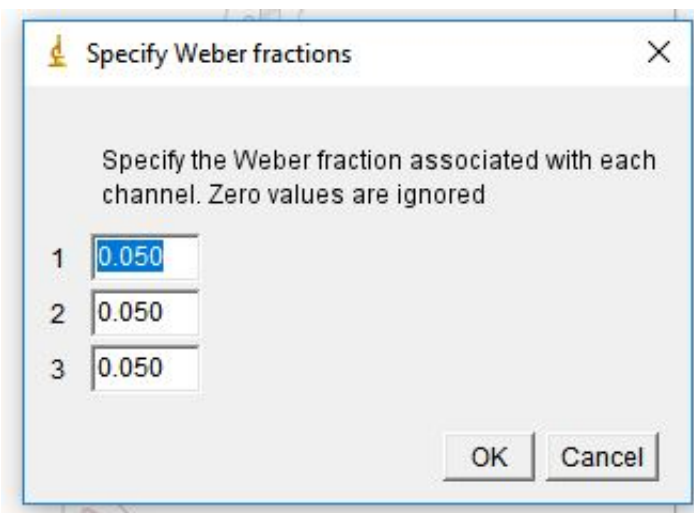 Specify Weber fractions
Specify the Weber fraction associated with each
channel. Zero values are ignored
1 0.050
2 0.050
3 0.050
OK Cancel